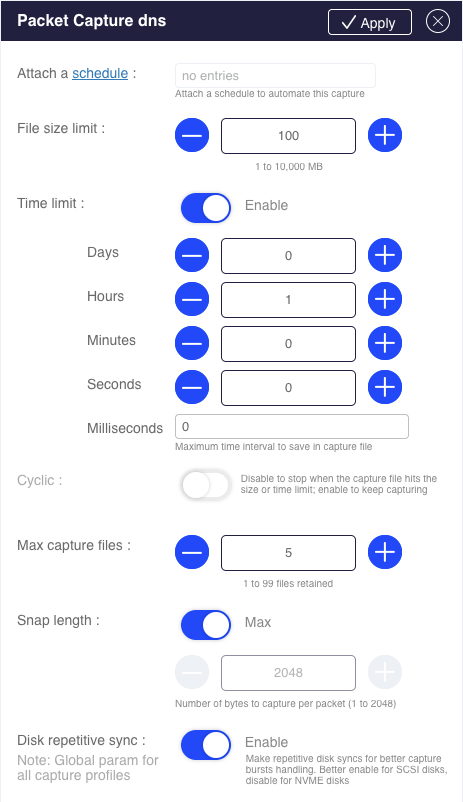 Packet Capture dns
Apply
Attach a schedule :
no entries
Attach a schedule to automate this capture
File size limit :
100
1 to 10,000 MB
Time limit :
Enable
Days
0
Hours
1
Minutes
0
Seconds
0
Milliseconds
0
Maximum time interval to save in capture file
Cyclic :
Disable to stop when the capture file hits the
size or time limit; enable to keep capturing
Max capture files :
5
1 to 99 files retained
Snap length :
Max
2048
Number of bytes to capture per packet (1 to 2048)
Disk repetitive sync :
Note: Global param for
all capture profiles
Enable
Make repetitive disk syncs for better capture
bursts handling. Better enable for SCSI disks,
disable for NVME disks